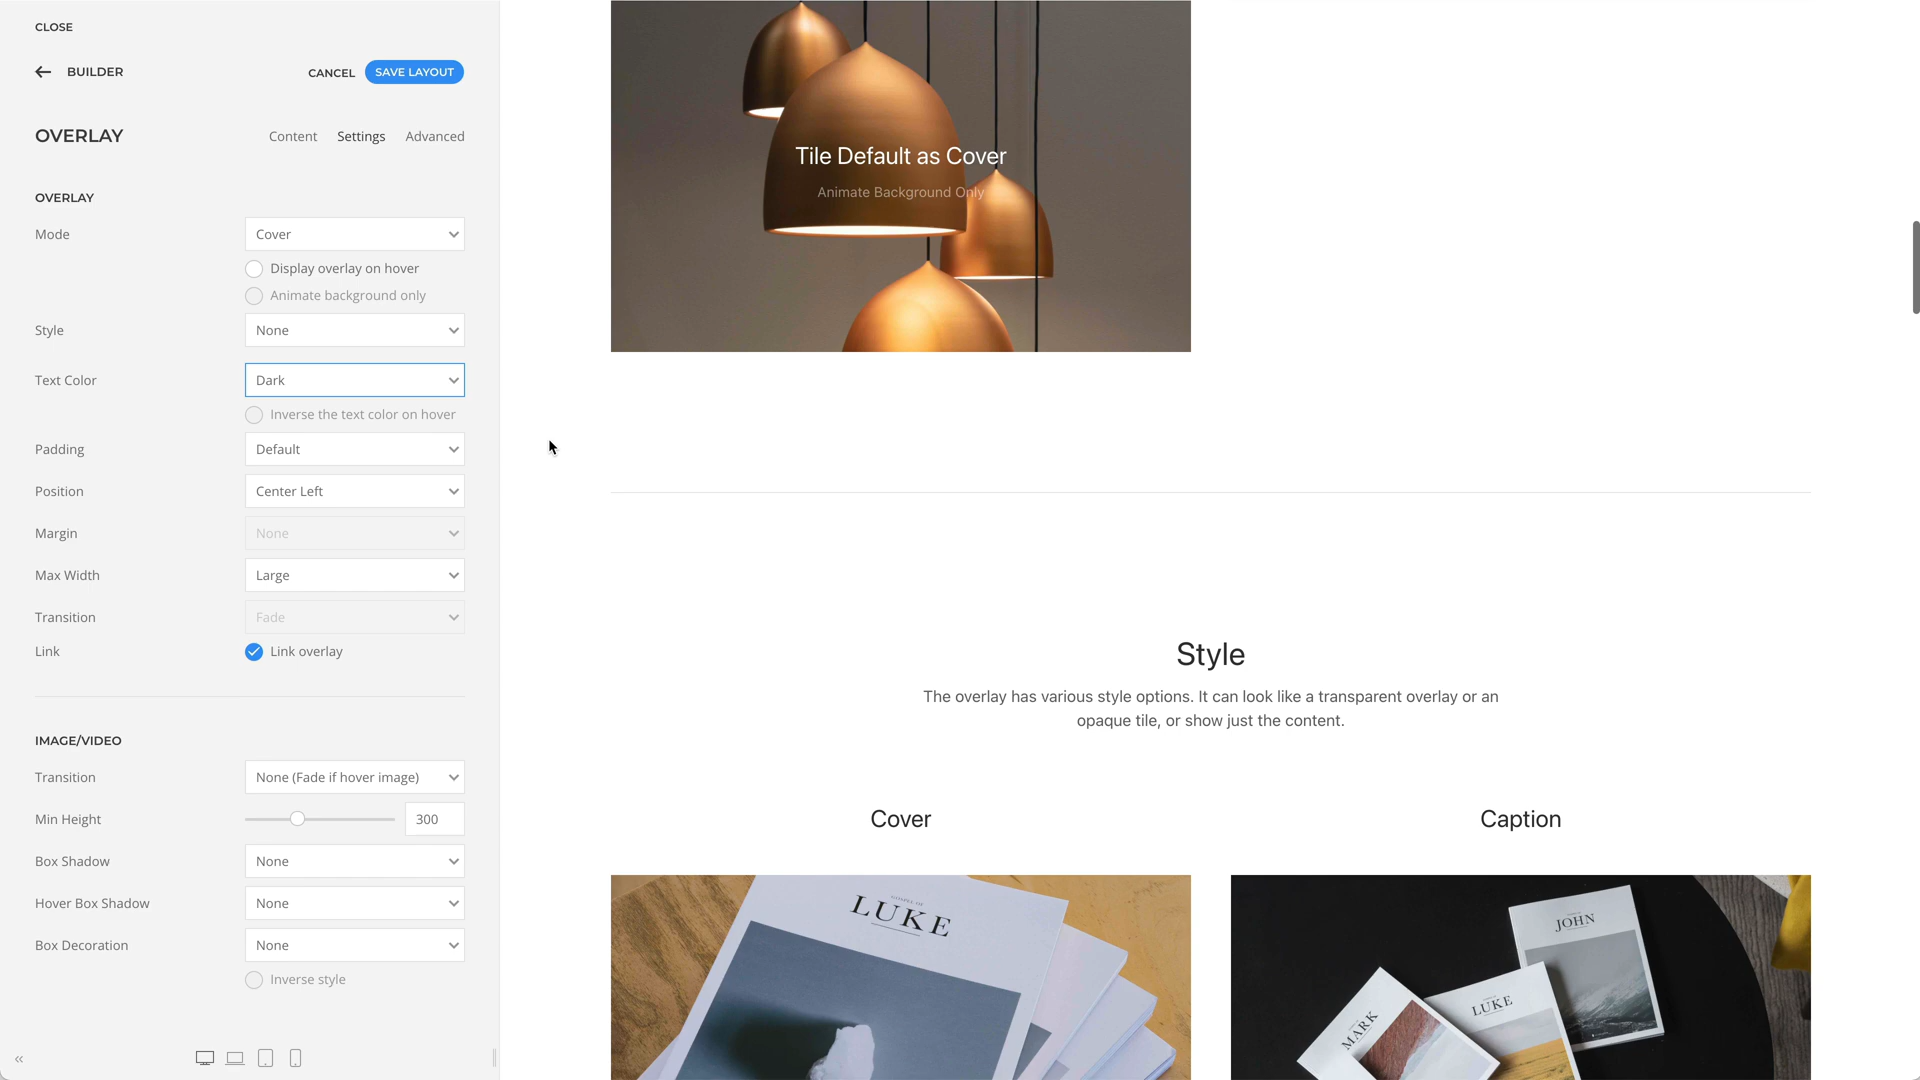 CLOSE
BUILDER
CANCEL
SAVE LAYOUT
OVERLAY
Content
Settings
Advanced
OVERLAY
Mode
Cover
Display overlay on hover
Animate background only
Style
None
Text Color
Dark
Inverse the text color on hover
Padding
Default
Position
Center Left
Margin
None
Max Width
Large
Transition
Fade
Link
Link overlay
IMAGE/VIDEO
Transition
None (Fade if hover image)
Min Height
300
Box Shadow
None
Hover Box Shadow
None
Box Decoration
None
Inverse style
Tile Default as Cover
Animate Background Only
Style
The overlay has various style options. It can look like a transparent overlay or an
opaque tile, or show just the content.
Cover
Caption
GOSPEL OF
LUKE
JOHN
LUKE
MARK